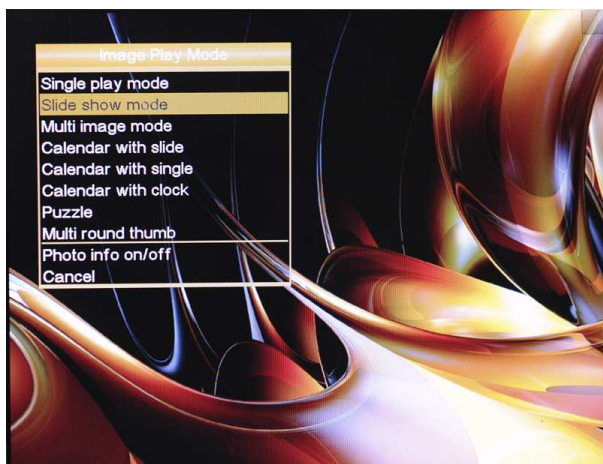 Image Play Mode
Single play mode
Slide show mode
Multi image mode
Calendar with slide
Calendar with single
Calendar with clock
Puzzle
Multi round thumb
Photo info on/off
Cancel